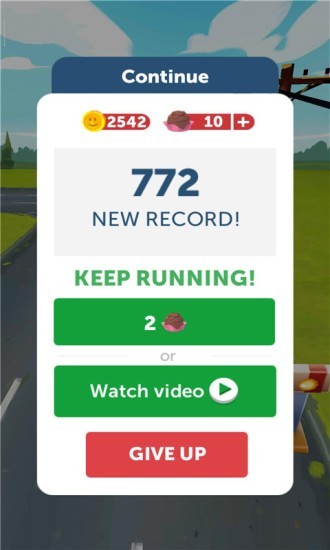 Continue
2542 10 +
772
NEW RECORD!
KEEP RUNNING!
2
or
Watch video
GIVE UP